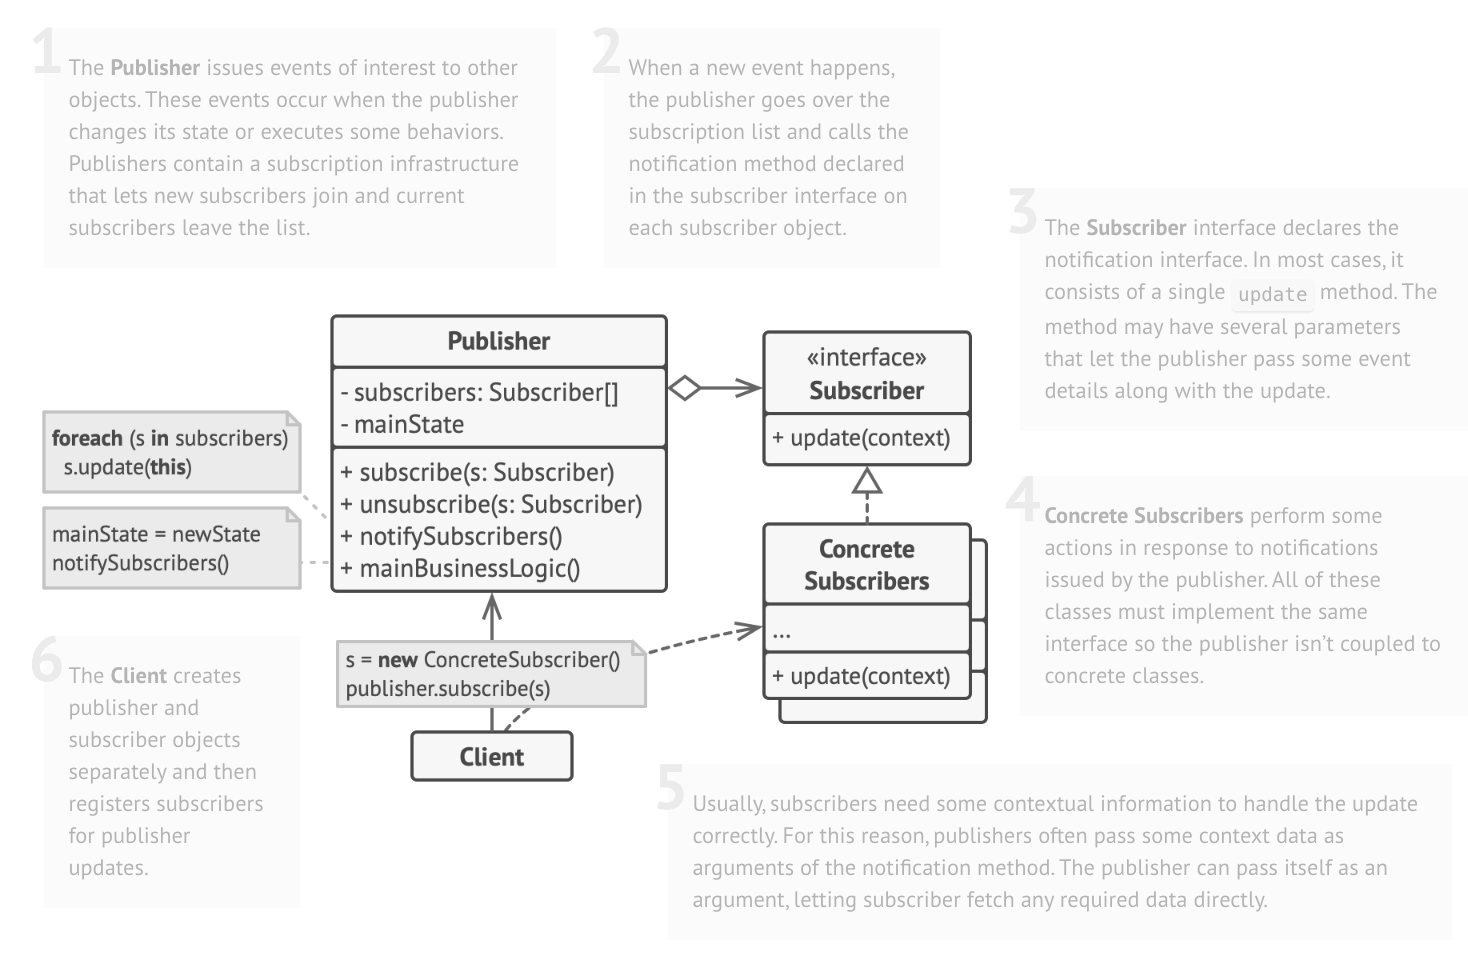 1
The Publisher issues events of interest to other
objects. These events occur when the publisher
changes its state or executes some behaviors.
Publishers contain a subscription infrastructure
that lets new subscribers join and current
subscribers leave the list.
2
When a new event happens,
the publisher goes over the
subscription list and calls the
notification method declared
in the subscriber interface on
each subscriber object.
3
The Subscriber interface declares the
notification interface. In most cases, it
consists of a single update method. The
method may have several parameters
that let the publisher pass some event
details along with the update.
Publisher
- subscribers: Subscriber[]
- mainState
+ subscribe(s: Subscriber)
+ unsubscribe(s: Subscriber)
+ notifySubscribers()
+ mainBusinessLogic()
«interface»
Subscriber
+ update(context)
foreach (s in subscribers)
s.update(this)
mainState = newState
notifySubscribers()
4
Concrete Subscribers perform some
actions in response to notifications
issued by the publisher. All of these
classes must implement the same
interface so the publisher isn't coupled to
concrete classes.
Concrete
Subscribers
...
+ update(context)
s = new ConcreteSubscriber()
publisher.subscribe(s)
Client
6
The Client creates
publisher and
subscriber objects
separately and then
registers subscribers
for publisher
updates.
5
Usually, subscribers need some contextual information to handle the update
correctly. For this reason, publishers often pass some context data as
arguments of the notification method. The publisher can pass itself as an
argument, letting subscriber fetch any required data directly.